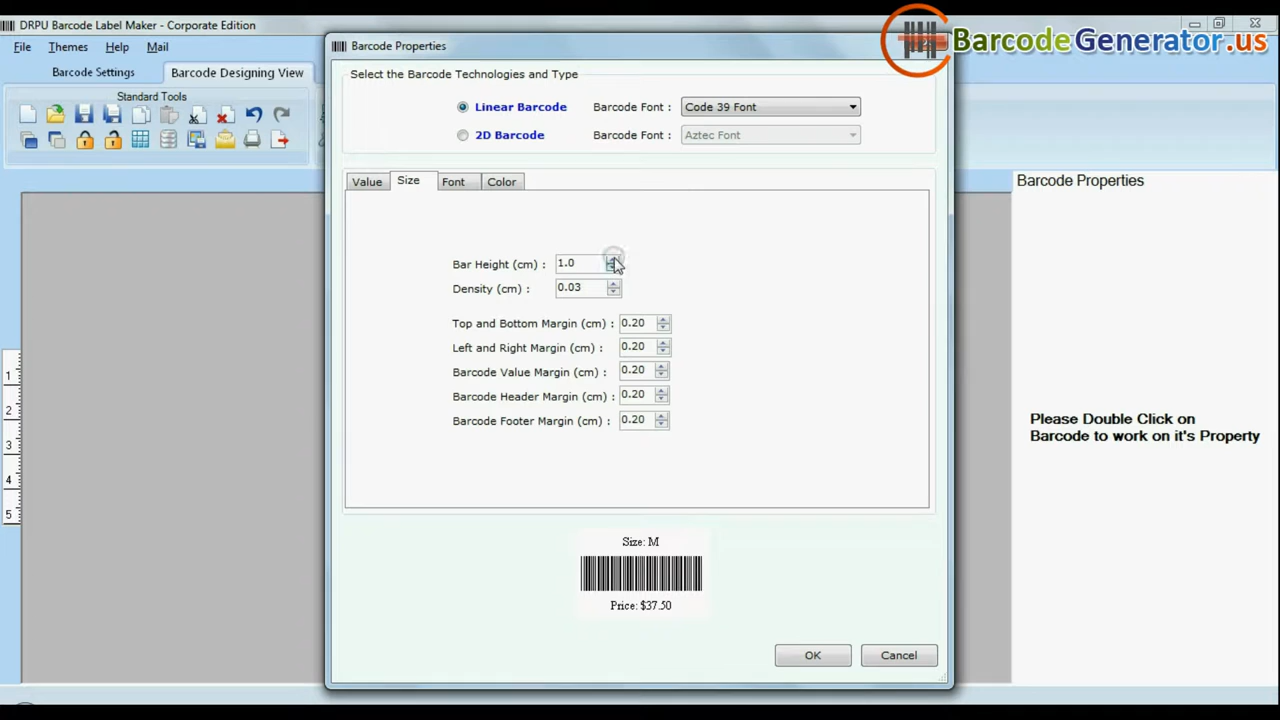 DRPU Barcode Label Maker - Corporate Edition
BarcodeGenerator.us
File Themes Help Mail
Barcode Settings Barcode Designing View
Standard Tools
Barcode Properties
Select the Barcode Technologies and Type
Linear Barcode Barcode Font : Code 39 Font
2D Barcode Barcode Font : Aztec Font
Value Size Font Color
Bar Height (cm) : 1.0
Density (cm) : 0.03
Top and Bottom Margin (cm) : 0.20
Left and Right Margin (cm) : 0.20
Barcode Value Margin (cm) : 0.20
Barcode Header Margin (cm) : 0.20
Barcode Footer Margin (cm) : 0.20
Size: M
Price: $37.50
OK Cancel
Barcode Properties
Please Double Click on
Barcode to work on it's Property
1
2
3
4
5